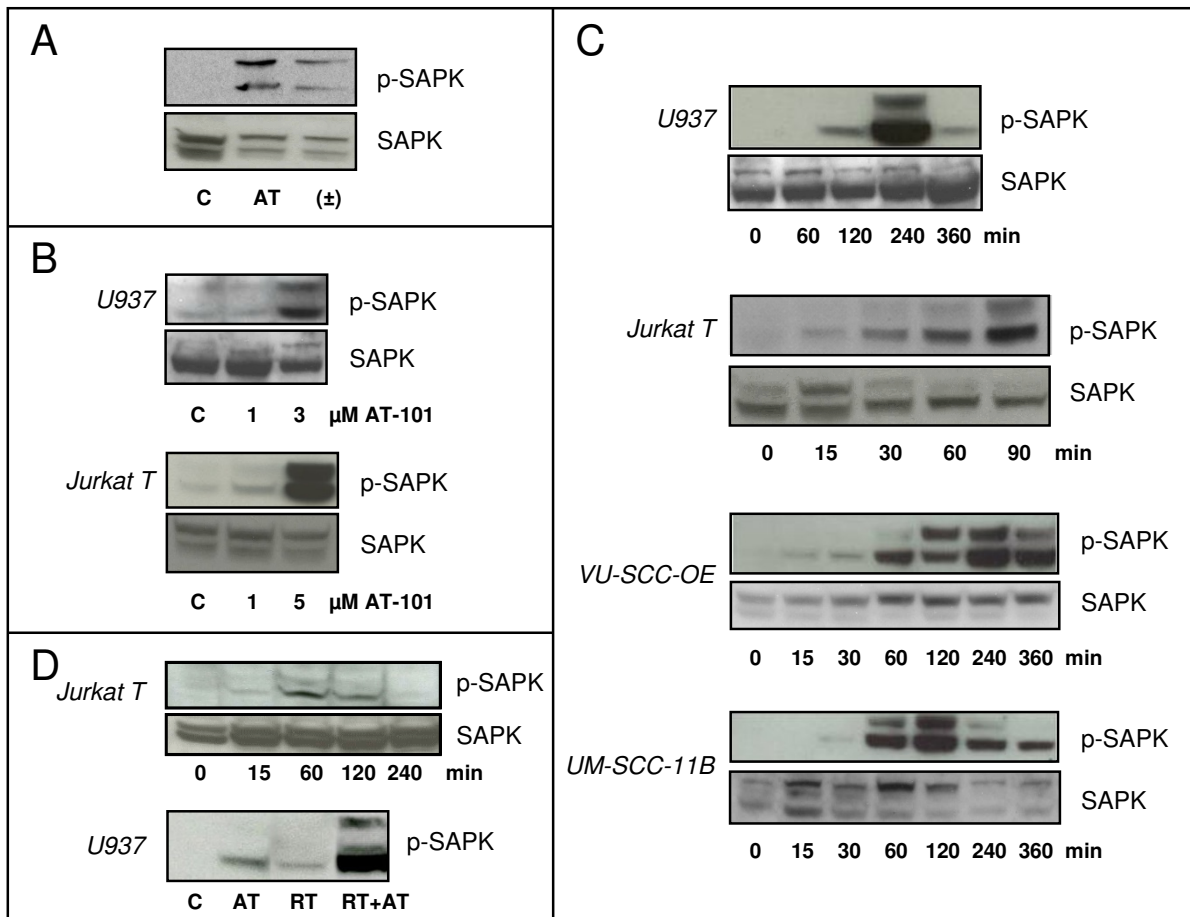 A
p-SAPK
SAPK
C AT (±)
B
U937
p-SAPK
SAPK
C 1 3 µM AT-101
Jurkat T
p-SAPK
SAPK
C 1 5 µM AT-101
D
Jurkat T
p-SAPK
SAPK
0 15 60 120 240 min
U937
p-SAPK
C AT RT RT+AT
C
U937
p-SAPK
SAPK
0 60 120 240 360 min
Jurkat T
p-SAPK
SAPK
0 15 30 60 90 min
VU-SCC-OE
p-SAPK
SAPK
0 15 30 60 120 240 360 min
UM-SCC-11B
p-SAPK
SAPK
0 15 30 60 120 240 360 min